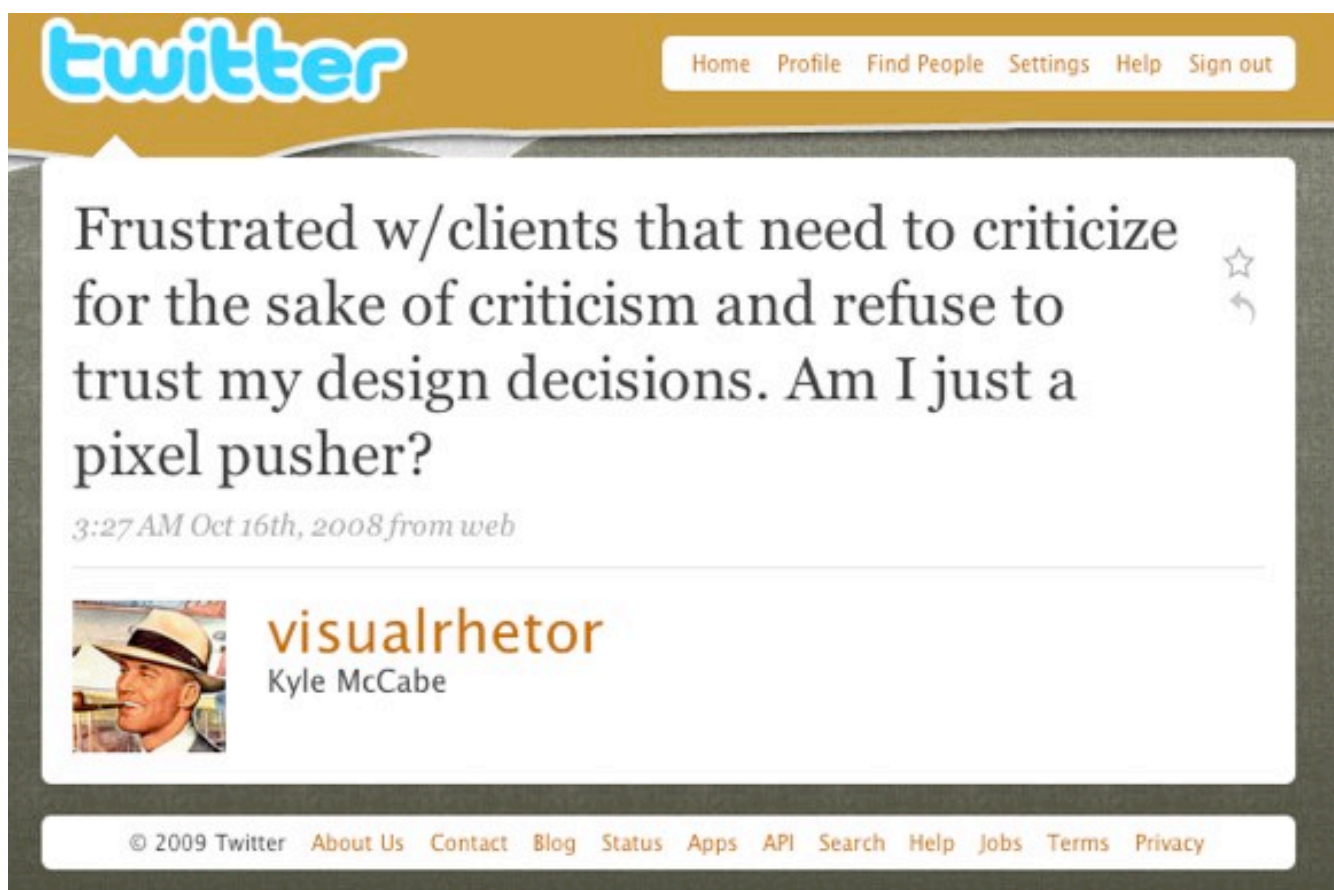 twitter
Home Profile Find People Settings Help Sign out
Frustrated w/clients that need to criticize
for the sake of criticism and refuse to
trust my design decisions. Am I just a
pixel pusher?
3:27 AM Oct 16th, 2008 from web
visualrhetor
Kyle McCabe
© 2009 Twitter About Us Contact Blog Status Apps API Search Help Jobs Terms Privacy